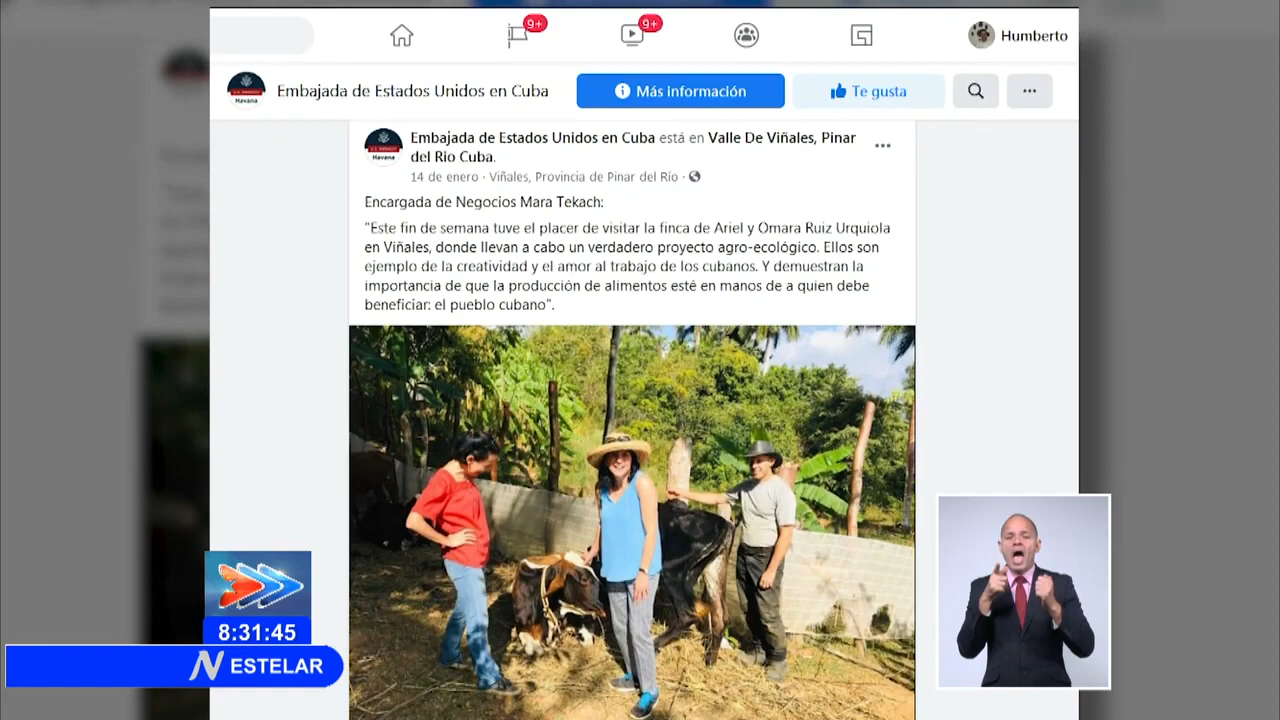 9+
9+
Humberto
Havana
Embajada de Estados Unidos en Cuba
Más información
Te gusta
U.S. EMBASSY
Havana
Embajada de Estados Unidos en Cuba está en Valle De Viñales, Pinar
del Rio Cuba.
14 de enero · Viñales, Provincia de Pinar del Río ·
Encargada de Negocios Mara Tekach:
"Este fin de semana tuve el placer de visitar la finca de Ariel y Omara Ruiz Urquiola
en Viñales, donde llevan a cabo un verdadero proyecto agro-ecológico. Ellos son
ejemplo de la creatividad y el amor al trabajo de los cubanos. Y demuestran la
importancia de que la producción de alimentos esté en manos de a quien debe
beneficiar: el pueblo cubano".
8:31:45
N ESTELAR